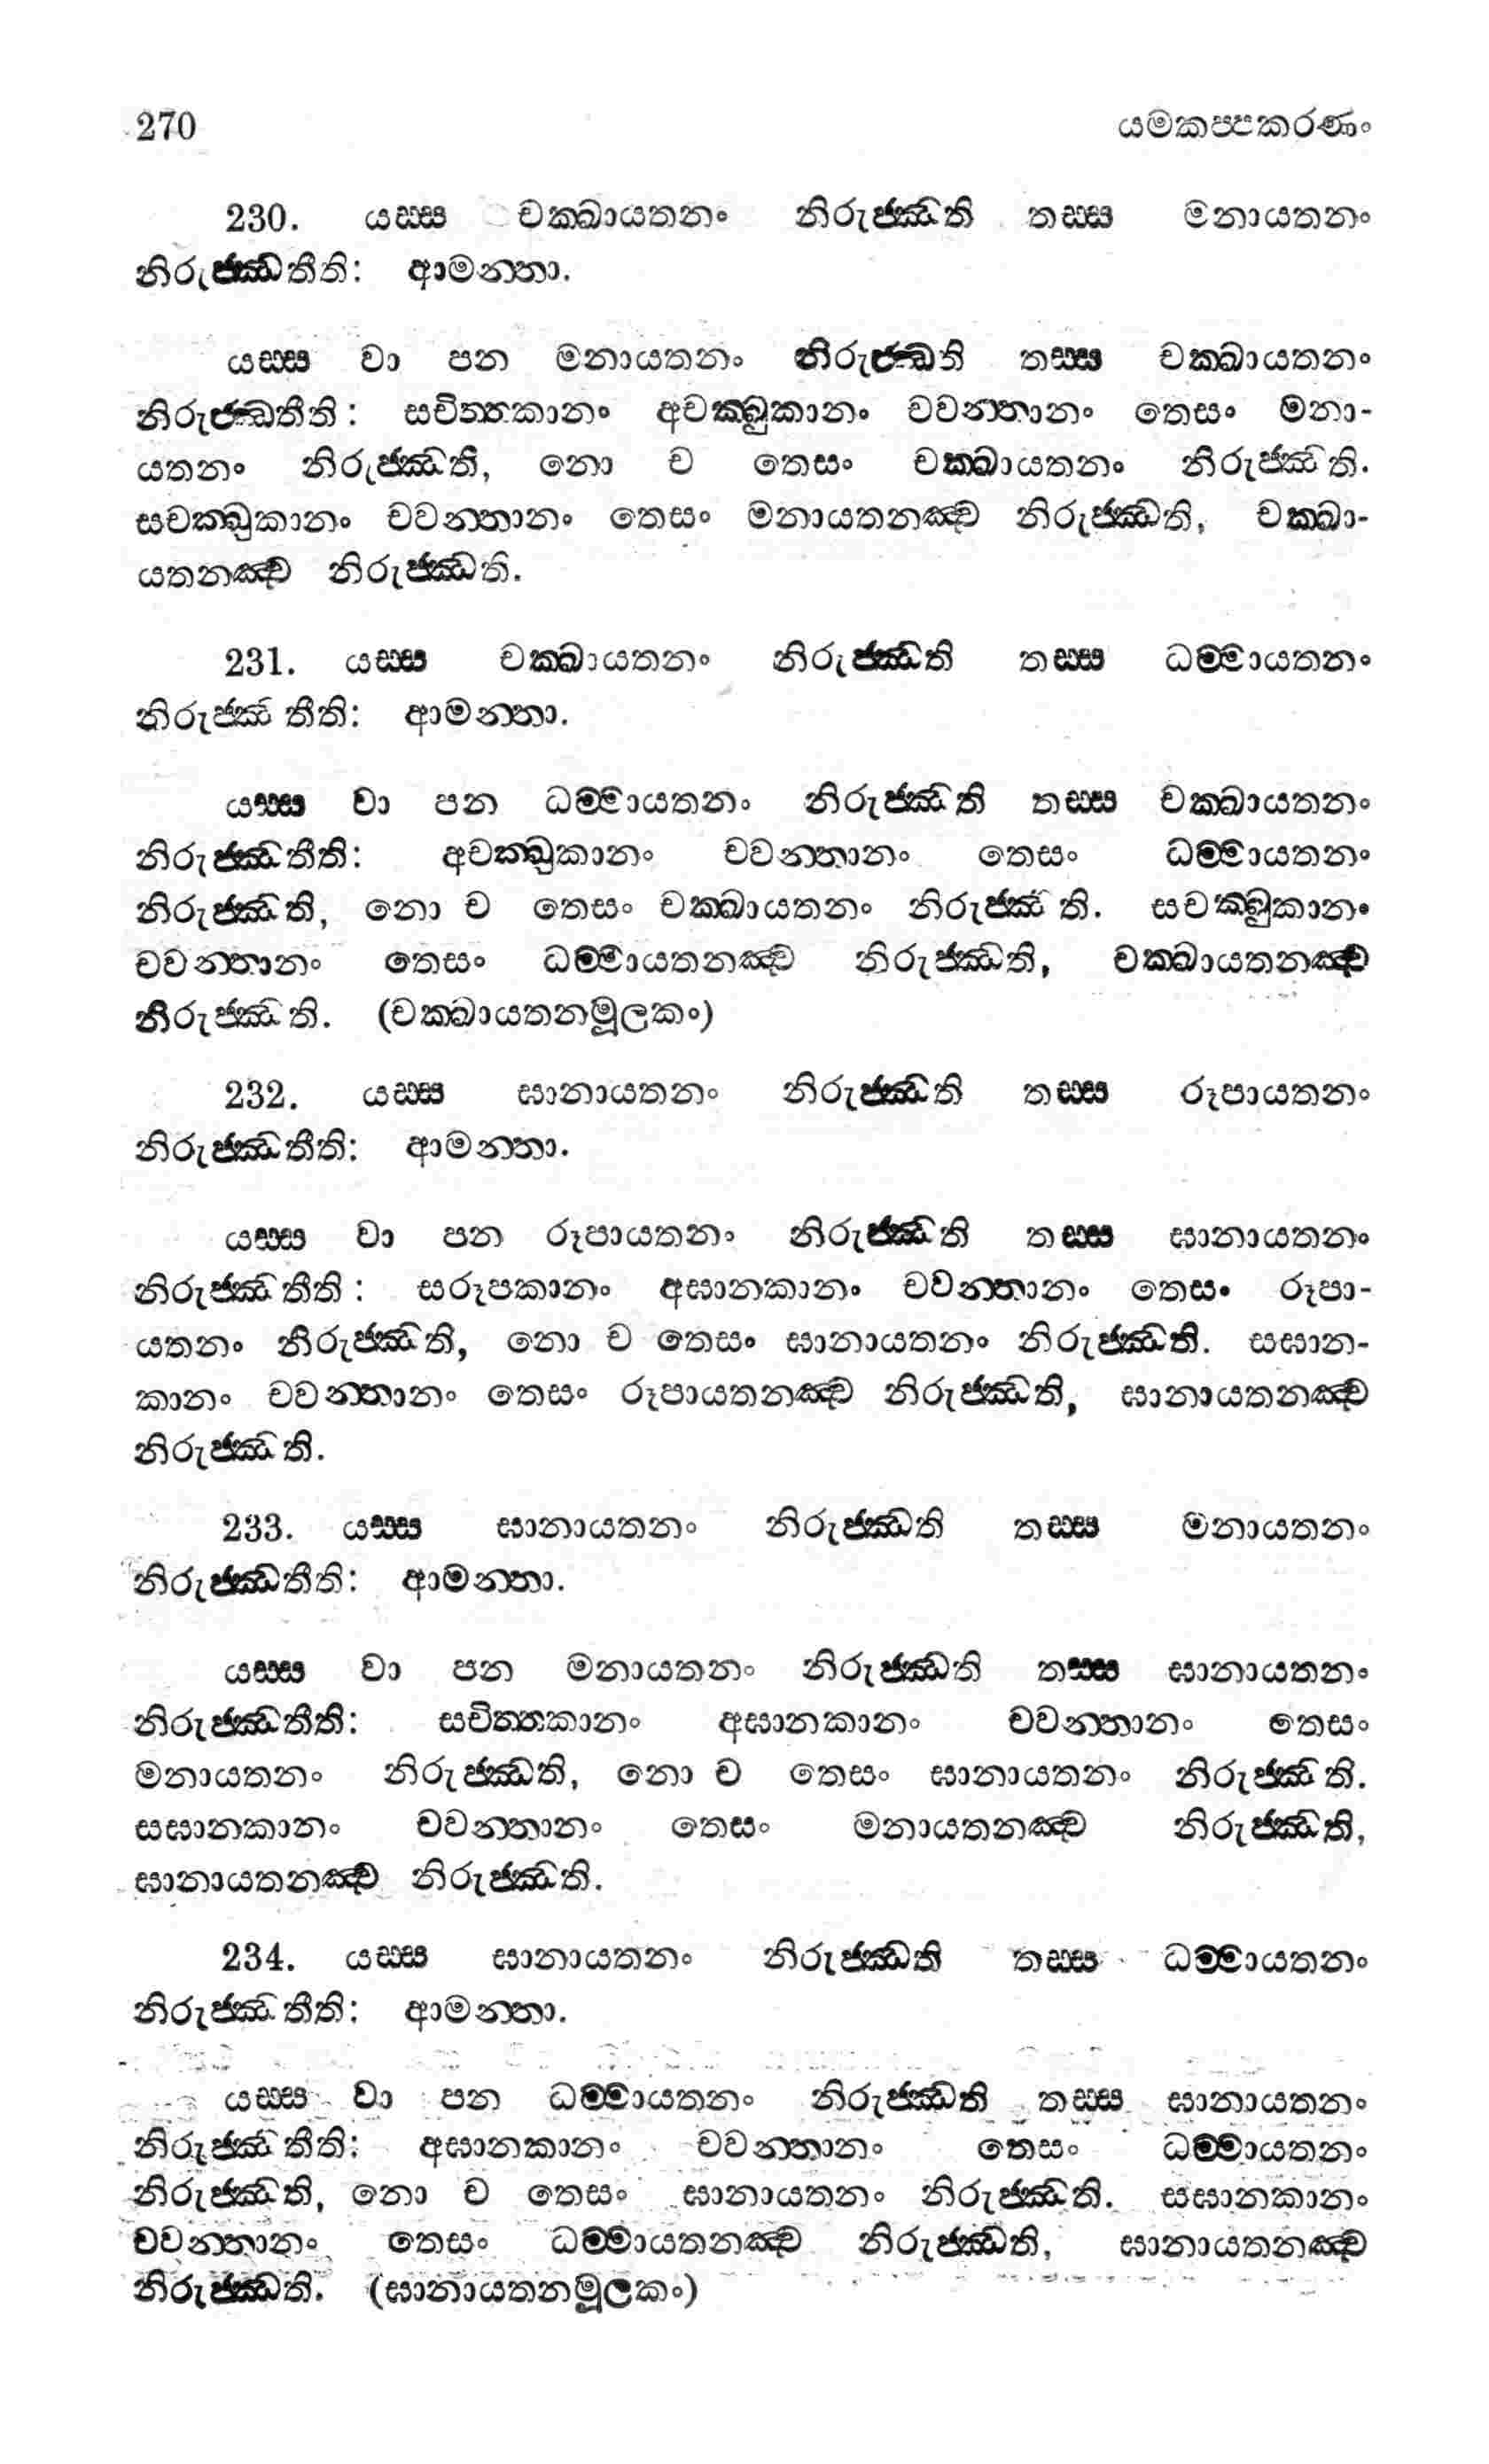 270 යමකප්පකරණං
230. යස්ස චක්ඛායතනං නිරුජ්ඣති තස්ස මනායතනං
නිරුජ්ඣතීති: ආමන්තා.
යස්ස වා පන මනායතනං නිරුජ්ඣති තස්ස චක්ඛායතනං
නිරුජ්ඣතීති: සචිත්තකානං අචක්ඛුකානං චවන්තානං තෙසං මනා-
යතනං නිරුජ්ඣති, නො ච තෙසං චක්ඛායතනං නිරුජ්ඣති.
සචක්ඛුකානං චවන්තානං තෙසං මනායතනඤ්ච නිරුජ්ඣති, චක්ඛා-
යතනඤ්ච නිරුජ්ඣති.
231. යස්ස චක්ඛායතනං නිරුජ්ඣති තස්ස ධම්මායතනං
නිරුජ්ඣතීති: ආමන්තා.
යස්ස වා පන ධම්මායතනං නිරුජ්ඣති තස්ස චක්ඛායතනං
නිරුජ්ඣතීති: අචක්ඛුකානං චවන්තානං තෙසං ධම්මායතනං
නිරුජ්ඣති, නො ච තෙසං චක්ඛායතනං නිරුජ්ඣති. සචක්ඛුකානං
චවන්තානං තෙසං ධම්මායතනඤ්ච නිරුජ්ඣති, චක්ඛායතනඤ්ච
නිරුජ්ඣති. (චක්ඛායතනමූලකං)
232. යස්ස ඝානායතනං නිරුජ්ඣති තස්ස රූපායතනං
නිරුජ්ඣතීති: ආමන්තා.
යස්ස වා පන රූපායතනං නිරුජ්ඣති තස්ස ඝානායතනං
නිරුජ්ඣතීති: සරූපකානං අඝානකානං චවන්තානං තෙසං රූපා-
යතනං නිරුජ්ඣති, නො ච තෙසං ඝානායතනං නිරුජ්ඣති. සඝාන-
කානං චවන්තානං තෙසං රූපායතනඤ්ච නිරුජ්ඣති, ඝානායතනඤ්ච
නිරුජ්ඣති.
233. යස්ස ඝානායතනං නිරුජ්ඣති තස්ස මනායතනං
නිරුජ්ඣතීති: ආමන්තා.
යස්ස වා පන මනායතනං නිරුජ්ඣති තස්ස ඝානායතනං
නිරුජ්ඣතීති: සචිත්තකානං අඝානකානං චවන්තානං තෙසං
මනායතනං නිරුජ්ඣති, නො ච තෙසං ඝානායතනං නිරුජ්ඣති.
සඝානකානං චවන්තානං තෙසං මනායතනඤ්ච නිරුජ්ඣති,
ඝානායතනඤ්ච නිරුජ්ඣති.
234. යස්ස ඝානායතනං නිරුජ්ඣති තස්ස ධම්මායතනං
නිරුජ්ඣතීති: ආමන්තා.
යස්ස වා පන ධම්මායතනං නිරුජ්ඣති තස්ස ඝානායතනං
නිරුජ්ඣතීති: අඝානකානං චවන්තානං තෙසං ධම්මායතනං
නිරුජ්ඣති, නො ච තෙසං ඝානායතනං නිරුජ්ඣති. සඝානකානං
චවන්තානං තෙසං ධම්මායතනඤ්ච නිරුජ්ඣති, ඝානායතනඤ්ච
නිරුජ්ඣති. (ඝානායතනමූලකං)